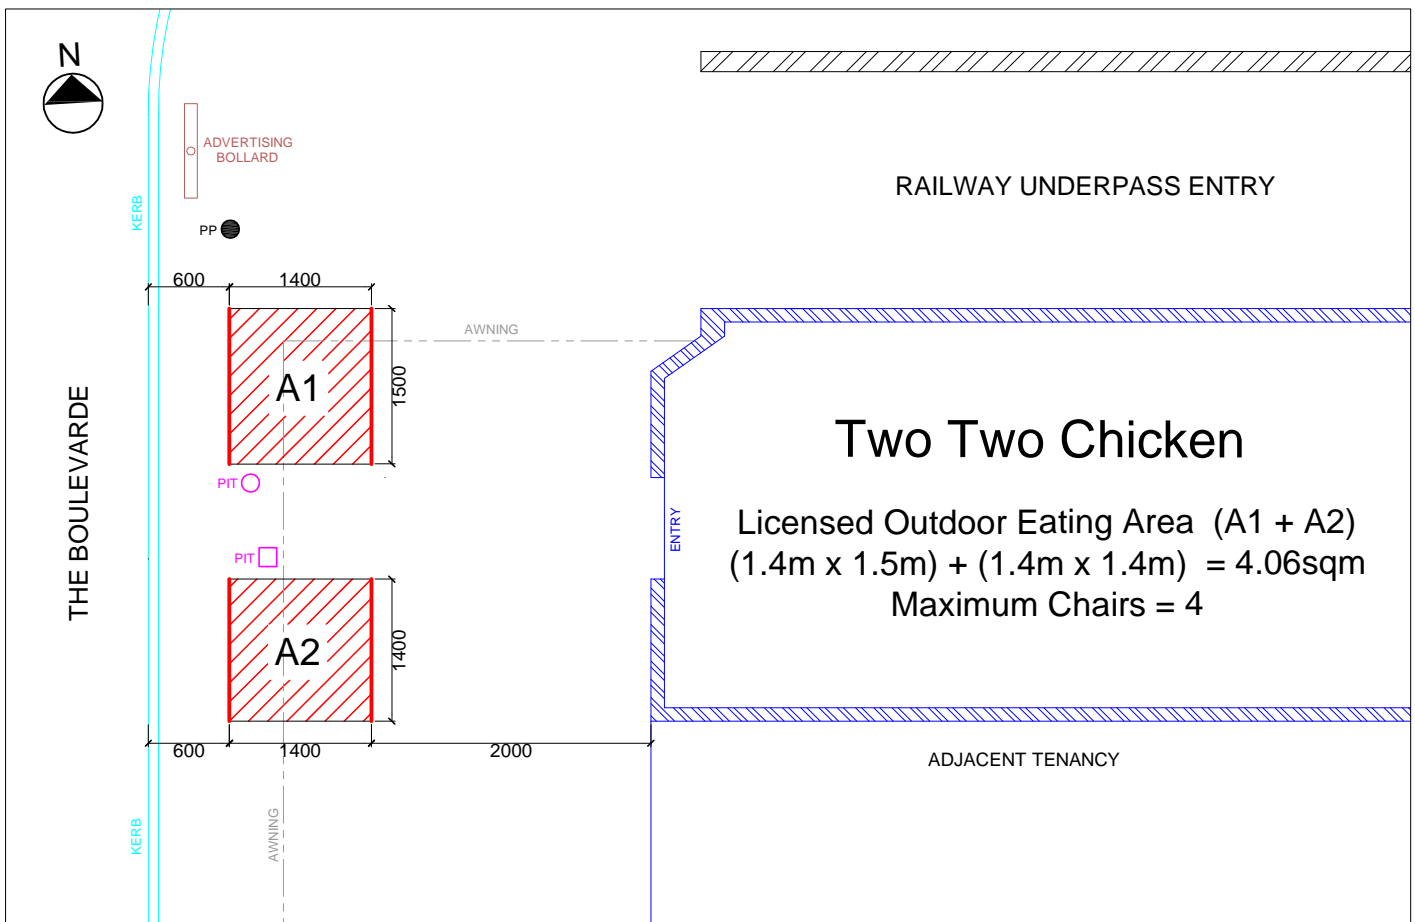 N
ADVERTISING
BOLLARD
RAILWAY UNDERPASS ENTRY
KERB
PP
600
1400
AWNING
A1
1500
THE BOULEVARDE
Two Two Chicken
PIT
Licensed Outdoor Eating Area (A1 + A2)
ENTRY
PIT
(1.4m x 1.5m) + (1.4m x 1.4m) = 4.06sqm
Maximum Chairs = 4
A2
1400
600
1400
2000
ADJACENT TENANCY
KERB
AWNING